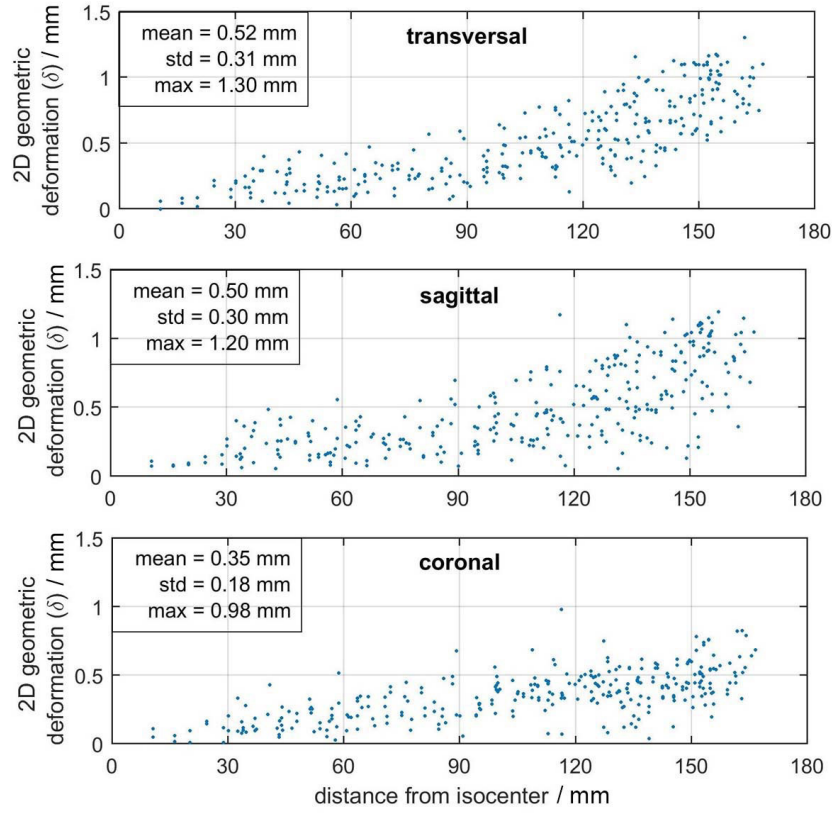 transversal
mean = 0.52 mm
std = 0.31 mm
max = 1.30 mm
2D geometric
deformation (δ) / mm
1.5
1
0.5
0
0 30 60 90 120 150 180
sagittal
mean = 0.50 mm
std = 0.30 mm
max = 1.20 mm
2D geometric
deformation (δ) / mm
1.5
1
0.5
0
0 30 60 90 120 150 180
coronal
mean = 0.35 mm
std = 0.18 mm
max = 0.98 mm
2D geometric
deformation (δ) / mm
1.5
1
0.5
0
0 30 60 90 120 150 180
distance from isocenter / mm